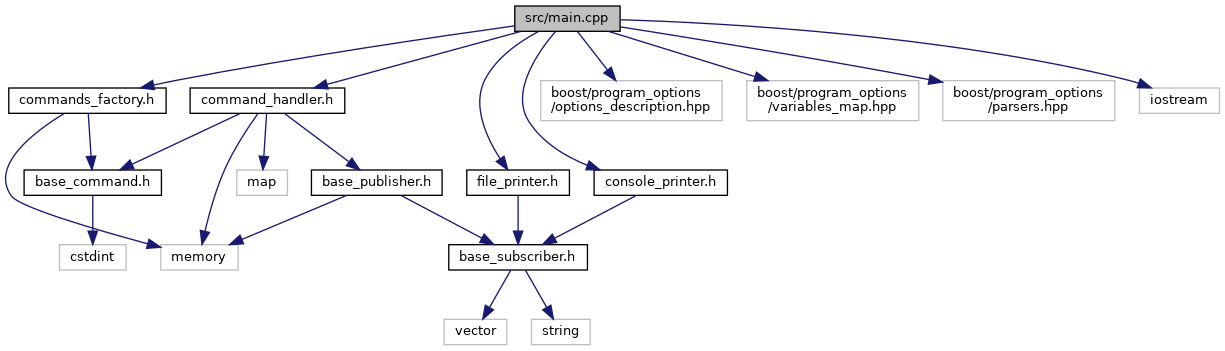 src/main.cpp
commands_factory.h
command_handler.h
boost/program_options
/options_description.hpp
boost/program_options
/variables_map.hpp
boost/program_options
/parsers.hpp
iostream
base_command.h
map
base_publisher.h
file_printer.h
console_printer.h
cstdint
memory
base_subscriber.h
vector
string